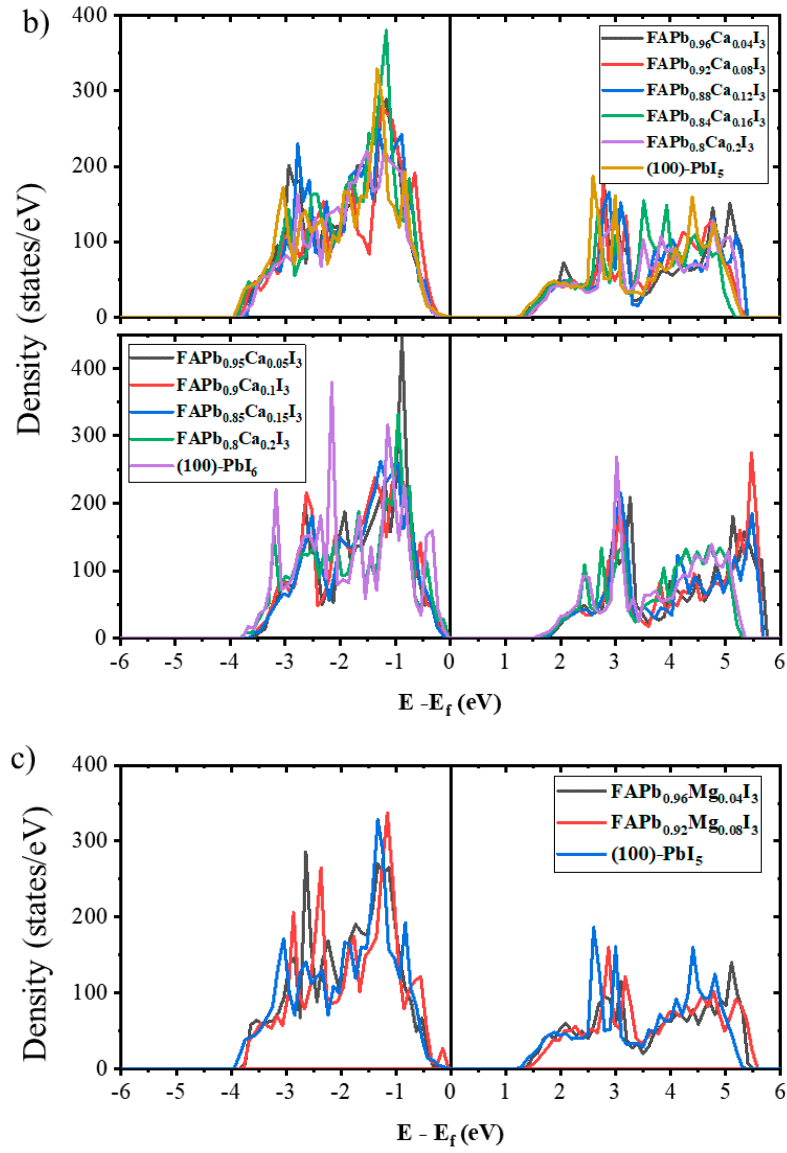 b)
400
300
200
100
0
FAPb0.96Ca0.04I3
FAPb0.92Ca0.08I3
FAPb0.88Ca0.12I3
FAPb0.84Ca0.16I3
FAPb0.8Ca0.2I3
(100)-PbI5
Density (states/eV)
400
300
200
100
0
FAPb0.95Ca0.05I3
FAPb0.9Ca0.1I3
FAPb0.85Ca0.15I3
FAPb0.8Ca0.2I3
(100)-PbI6
-6 -5 -4 -3 -2 -1 0 1 2 3 4 5 6
E -Ef (eV)
c)
400
300
200
100
0
Density (states/eV)
FAPb0.96Mg0.04I3
FAPb0.92Mg0.08I3
(100)-PbI5
-6 -5 -4 -3 -2 -1 0 1 2 3 4 5 6
E - Ef (eV)